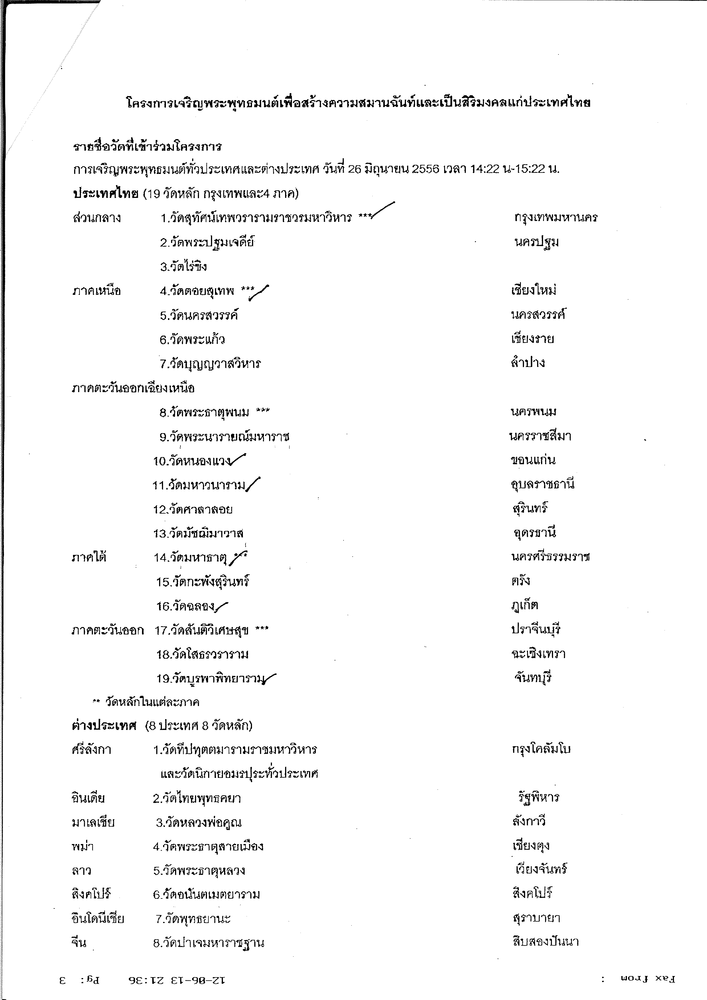 โครงการเจริญพระพุทธมนต์เพื่อสร้างความสมานฉันท์และเป็นสิริมงคลแก่ประเทศไทย
รายชื่อวัดที่เข้าร่วมโครงการ
การเจริญพระพุทธมนต์ทั่วประเทศและต่างประเทศ วันที่ 26 มิถุนายน 2556 เวลา 14:22 น-15:22 น.
ประเทศไทย (19 วัดหลัก กรุงเทพและ4 ภาค)
ส่วนกลาง 1.วัดสุทัศน์เทพวรารามราชวรมหาวิหาร *** กรุงเทพมหานคร
2.วัดพระปฐมเจดีย์ นครปฐม
3.วัดไร่ขิง
ภาคเหนือ 4.วัดดอยสุเทพ *** เชียงใหม่
5.วัดนครสวรรค์ นครสวรรค์
6.วัดพระแก้ว เชียงราย
7.วัดบุญญวาสวิหาร ลำปาง
ภาคตะวันออกเฉียงเหนือ
8.วัดพระธาตุพนม *** นครพนม
9.วัดพระนารายณ์มหาราช นครราชสีมา
10.วัดหนองแวง ขอนแก่น
11.วัดมหาวนาราม อุบลราชธานี
12.วัดศาลาลอย สุรินทร์
13.วัดมัชฌิมาวาส อุดรธานี
ภาคใต้ 14.วัดมหาธาตุ *** นครศรีธรรมราช
15.วัดกะพังสุรินทร์ ตรัง
16.วัดฉลอง ภูเก็ต
ภาคตะวันออก 17.วัดสันติวิเศษสุข *** ปราจีนบุรี
18.วัดโสธรวราราม ฉะเชิงเทรา
19.วัดบูรพาพิทยาราม จันทบุรี
** วัดหลักในแต่ละภาค
ต่างประเทศ (8 ประเทศ 8 วัดหลัก)
ศรีลังกา 1.วัดทีปทุตตมารามราชมหาวิหาร กรุงโคลัมโบ
และวัดนิกายอมรปุระทั่วประเทศ
อินเดีย 2.วัดไทยพุทธคยา รัฐพิหาร
มาเลเซีย 3.วัดหลวงพ่อคูณ ลังกาวี
พม่า 4.วัดพระธาตุสายเมือง เชียงตุง
ลาว 5.วัดพระธาตุหลวง เวียงจันทร์
สิงคโปร์ 6.วัดอนันตเมตยาราม สิงคโปร์
อินโดนีเซีย 7.วัดพุทธยานะ สุราบายา
จีน 8.วัดป่าเจมหาราชฐาน สิบสองปันนา
Fax from : 12-06-13 21:36 Pg: 3